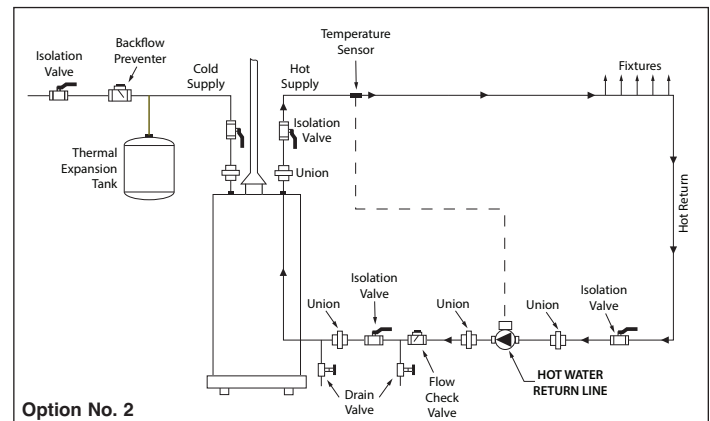 Temperature
Sensor
Backflow
Preventer
Isolation
Valve
Cold
Supply
Hot
Supply
Fixtures
Isolation
Valve
Thermal
Expansion
Tank
Union
Hot Return
Isolation
Valve
Union
Union
Union
Isolation
Valve
Drain
Valve
Flow
Check
Valve
HOT WATER
RETURN LINE
Option No. 2